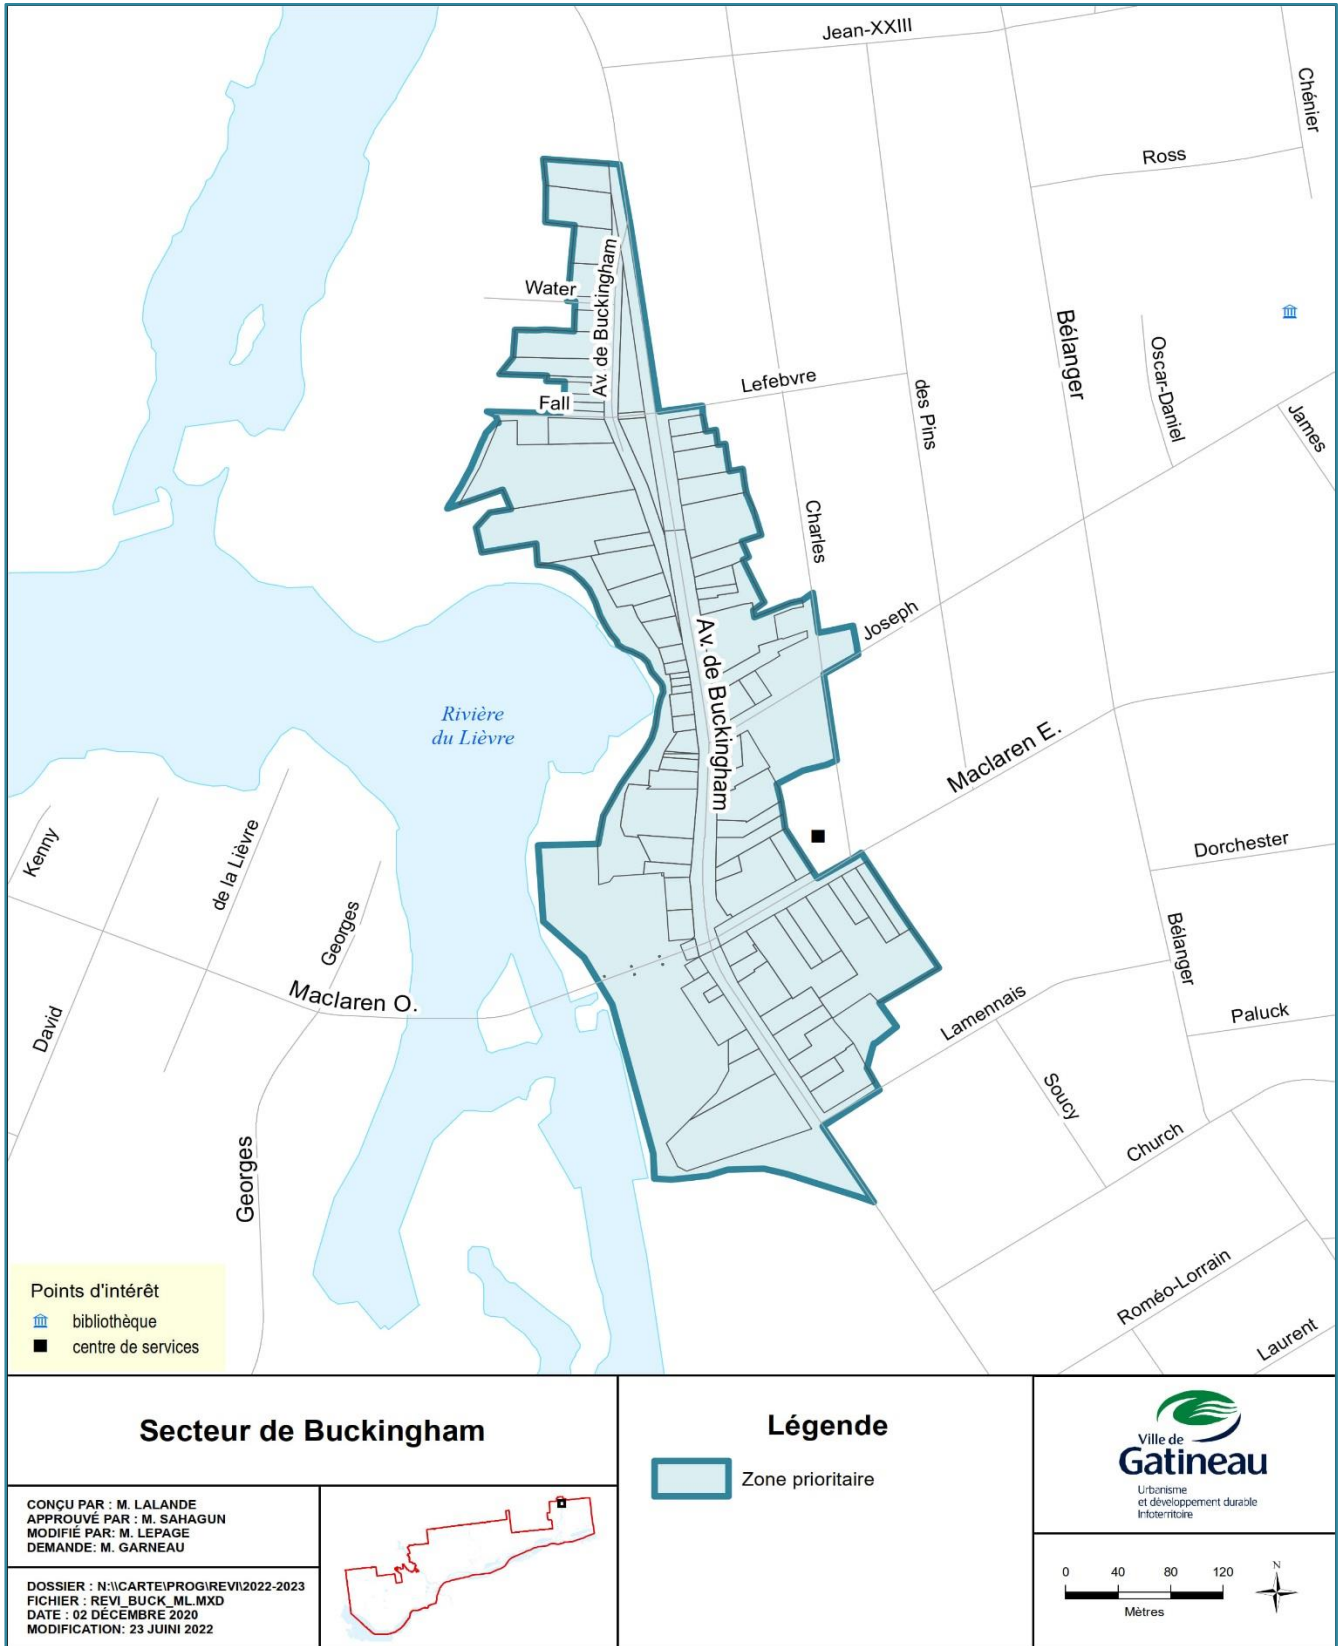 Jean-XXIII
Chénier
Ross
Water
Av. de Buckingham
Bélanger
Oscar-Daniel
Lefebvre
des Pins
Fall
James
Charles
Joseph
Av. de Buckingham
Rivière
du Lièvre
Maclaren E.
Kenny
de la Lièvre
Dorchester
Georges
Bélanger
Maclaren O.
David
Lamennais
Paluck
Soucy
Church
Georges
Roméo-Lorrain
Laurent
Points d'intérêt
bibliothèque
centre de services
Secteur de Buckingham
CONÇU PAR : M. LALANDE
APPROUVÉ PAR : M. SAHAGUN
MODIFIÉ PAR: M. LEPAGE
DEMANDE: M. GARNEAU
DOSSIER : N:\\CARTE\PROG\REVI\2022-2023
FICHIER : REVI_BUCK_ML.MXD
DATE : 02 DÉCEMBRE 2020
MODIFICATION: 23 JUINI 2022
Légende
Zone prioritaire
Ville de
Gatineau
Urbanisme
et développement durable
Infoterritoire
0 40 80 120
Mètres
N